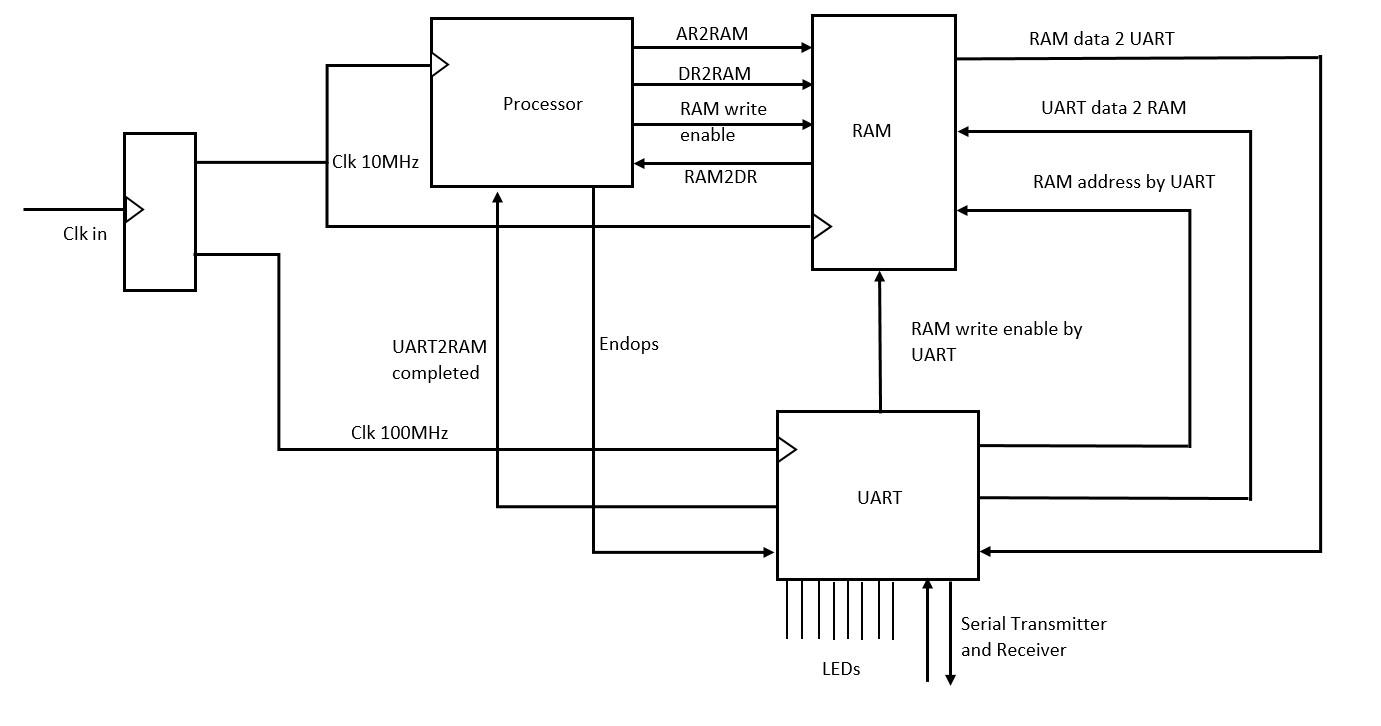 AR2RAM
RAM data 2 UART
DR2RAM
Processor
RAM write
enable
UART data 2 RAM
RAM
Clk 10MHz
RAM2DR
RAM address by UART
Clk in
RAM write enable by
UART
UART2RAM
completed
Endops
Clk 100MHz
UART
Serial Transmitter
and Receiver
LEDs